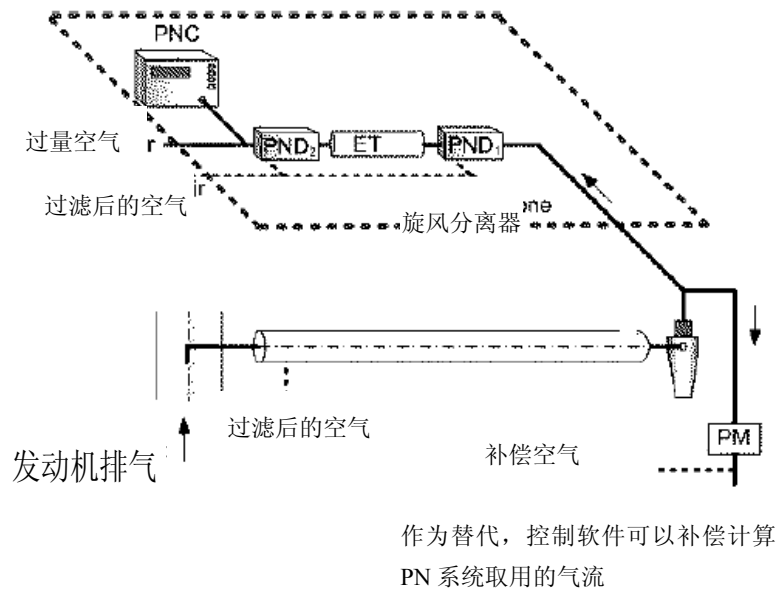 PNC
过量空气 r
PND₂
ET
PND₁
ir
过滤后的空气
旋风分离器
one
过滤后的空气
发动机排气
补偿空气
PM
作为替代，控制软件可以补偿计算
PN 系统取用的气流